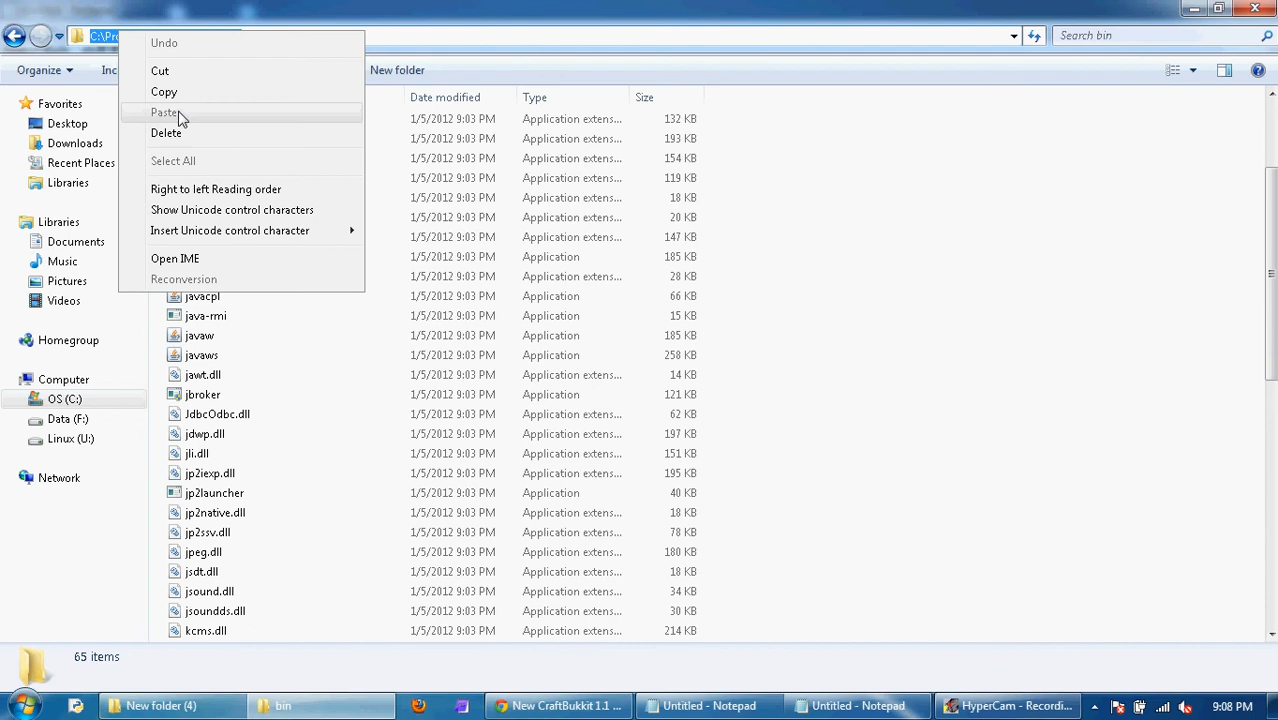 C:\Pro
Search bin
Organize
Inc
New folder
Undo
Cut
Copy
Paste
Delete
Select All
Right to left Reading order
Show Unicode control characters
Insert Unicode control character
Open IME
Reconversion
Favorites
Desktop
Downloads
Recent Places
Libraries
Libraries
Documents
Music
Pictures
Videos
Homegroup
Computer
OS (C:)
Data (F:)
Linux (U:)
Network
Date modified Type Size
1/5/2012 9:03 PM Application extens... 132 KB
1/5/2012 9:03 PM Application extens... 193 KB
1/5/2012 9:03 PM Application extens... 154 KB
1/5/2012 9:03 PM Application extens... 119 KB
1/5/2012 9:03 PM Application extens... 18 KB
1/5/2012 9:03 PM Application extens... 20 KB
1/5/2012 9:03 PM Application extens... 147 KB
1/5/2012 9:03 PM Application 185 KB
1/5/2012 9:03 PM Application extens... 28 KB
javacpl 1/5/2012 9:03 PM Application 66 KB
java-rmi 1/5/2012 9:03 PM Application 15 KB
javaw 1/5/2012 9:03 PM Application 185 KB
javaws 1/5/2012 9:03 PM Application 258 KB
jawt.dll 1/5/2012 9:03 PM Application extens... 14 KB
jbroker 1/5/2012 9:03 PM Application 121 KB
JdbcOdbc.dll 1/5/2012 9:03 PM Application extens... 62 KB
jdwp.dll 1/5/2012 9:03 PM Application extens... 197 KB
jli.dll 1/5/2012 9:03 PM Application extens... 151 KB
jp2iexp.dll 1/5/2012 9:03 PM Application extens... 195 KB
jp2launcher 1/5/2012 9:03 PM Application 40 KB
jp2native.dll 1/5/2012 9:03 PM Application extens... 18 KB
jp2ssv.dll 1/5/2012 9:03 PM Application extens... 78 KB
jpeg.dll 1/5/2012 9:03 PM Application extens... 180 KB
jsdt.dll 1/5/2012 9:03 PM Application extens... 18 KB
jsound.dll 1/5/2012 9:03 PM Application extens... 34 KB
jsoundds.dll 1/5/2012 9:03 PM Application extens... 30 KB
kcms.dll 1/5/2012 9:03 PM Application extens... 214 KB
65 items
New folder (4)
bin
New CraftBukkit 1.1 ...
Untitled - Notepad
Untitled - Notepad
HyperCam - Recordi...
9:08 PM